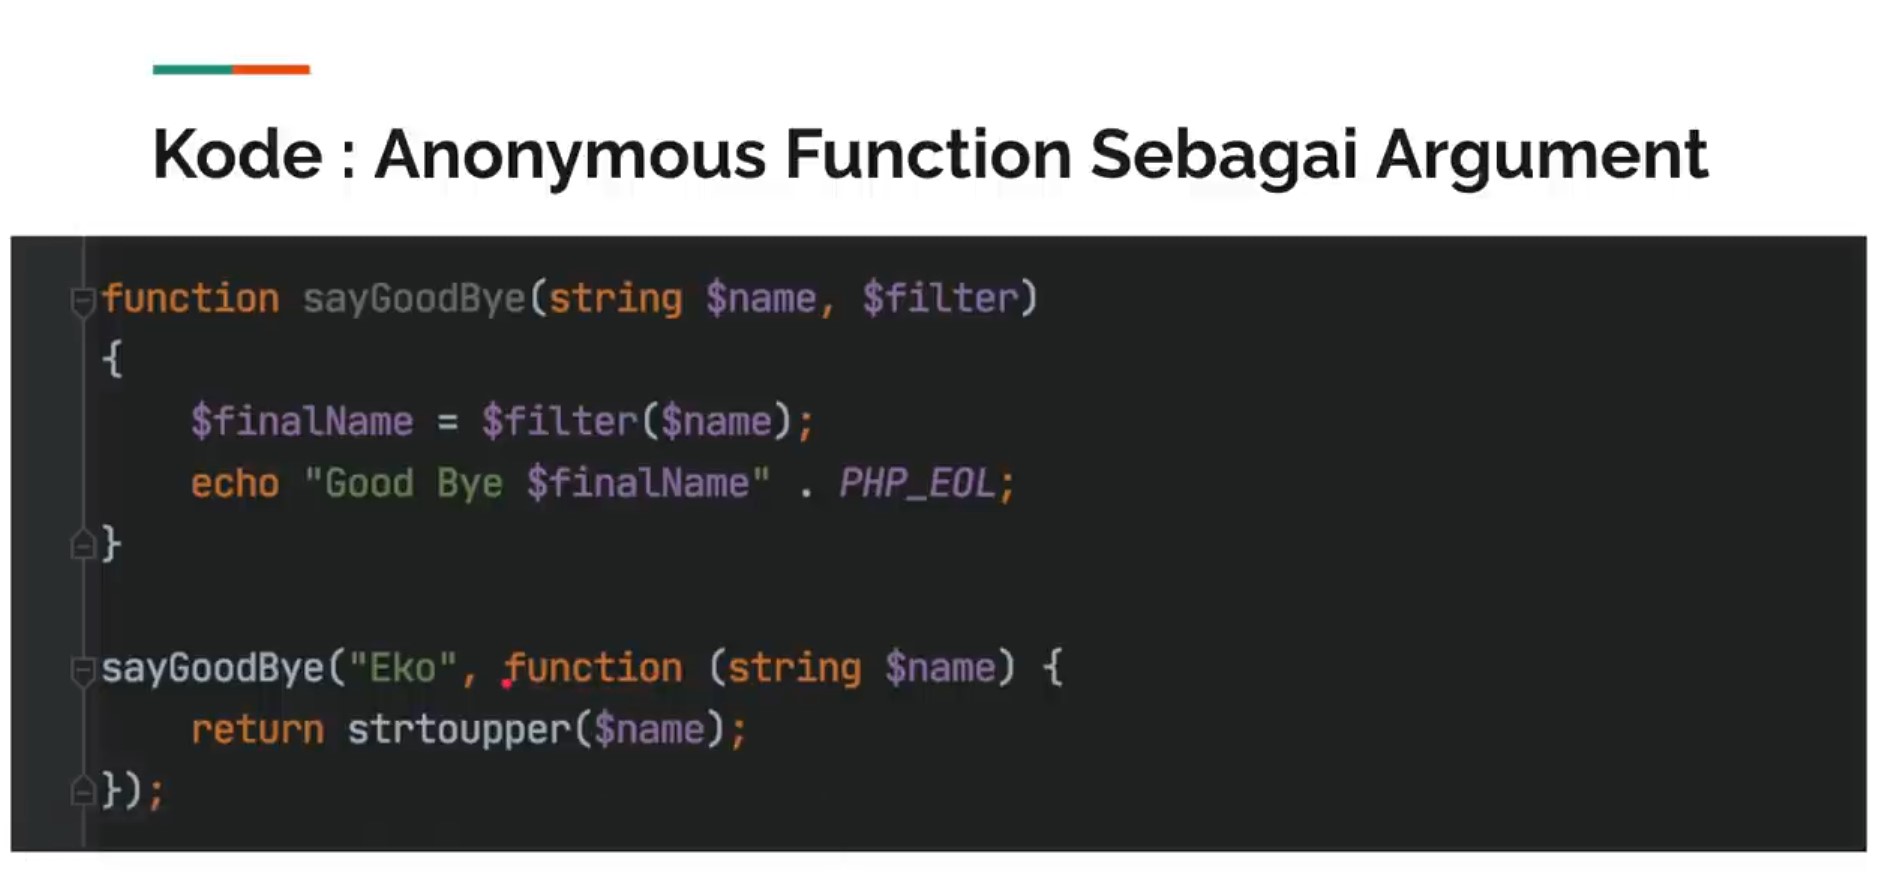 Kode : Anonymous Function Sebagai Argument
function sayGoodBye(string $name, $filter)
{
    $finalName = $filter($name);
    echo "Good Bye $finalName" . PHP_EOL;
}
sayGoodBye("Eko", function (string $name) {
    return strtoupper($name);
});